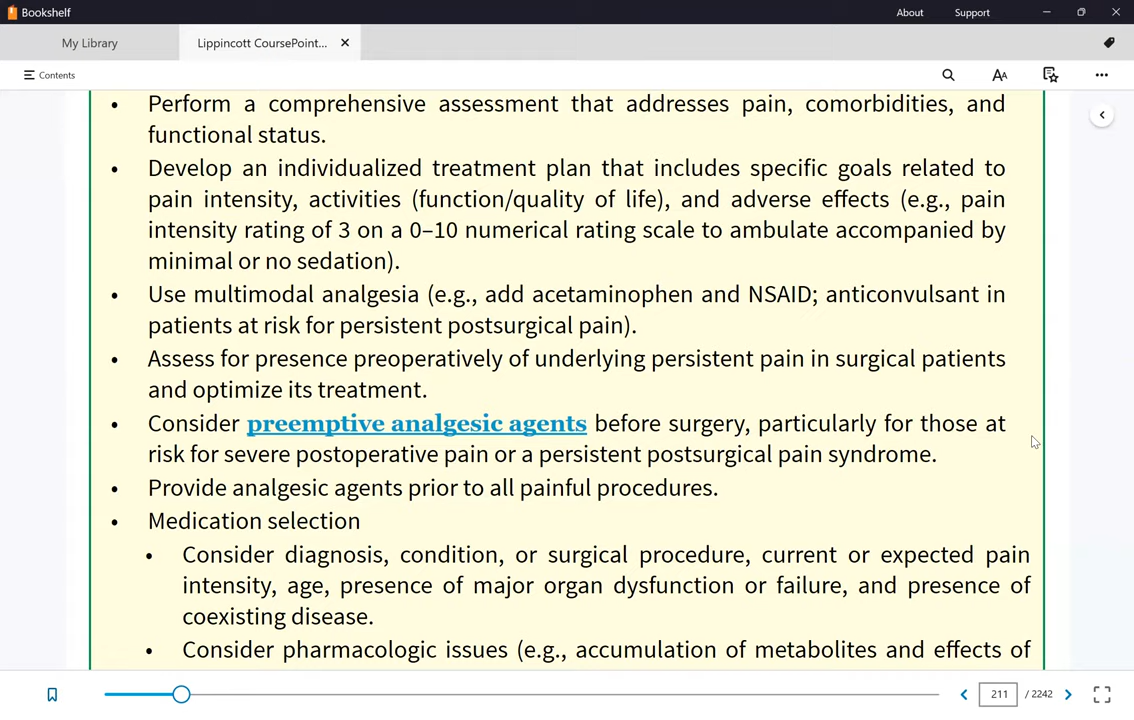 Bookshelf
About
Support
My Library
Lippincott CoursePoint...
Contents
AA
• Perform a comprehensive assessment that addresses pain, comorbidities, and
functional status.
• Develop an individualized treatment plan that includes specific goals related to
pain intensity, activities (function/quality of life), and adverse effects (e.g., pain
intensity rating of 3 on a 0–10 numerical rating scale to ambulate accompanied by
minimal or no sedation).
• Use multimodal analgesia (e.g., add acetaminophen and NSAID; anticonvulsant in
patients at risk for persistent postsurgical pain).
• Assess for presence preoperatively of underlying persistent pain in surgical patients
and optimize its treatment.
• Consider preemptive analgesic agents before surgery, particularly for those at
risk for severe postoperative pain or a persistent postsurgical pain syndrome.
• Provide analgesic agents prior to all painful procedures.
• Medication selection
• Consider diagnosis, condition, or surgical procedure, current or expected pain
intensity, age, presence of major organ dysfunction or failure, and presence of
coexisting disease.
• Consider pharmacologic issues (e.g., accumulation of metabolites and effects of
211 / 2242